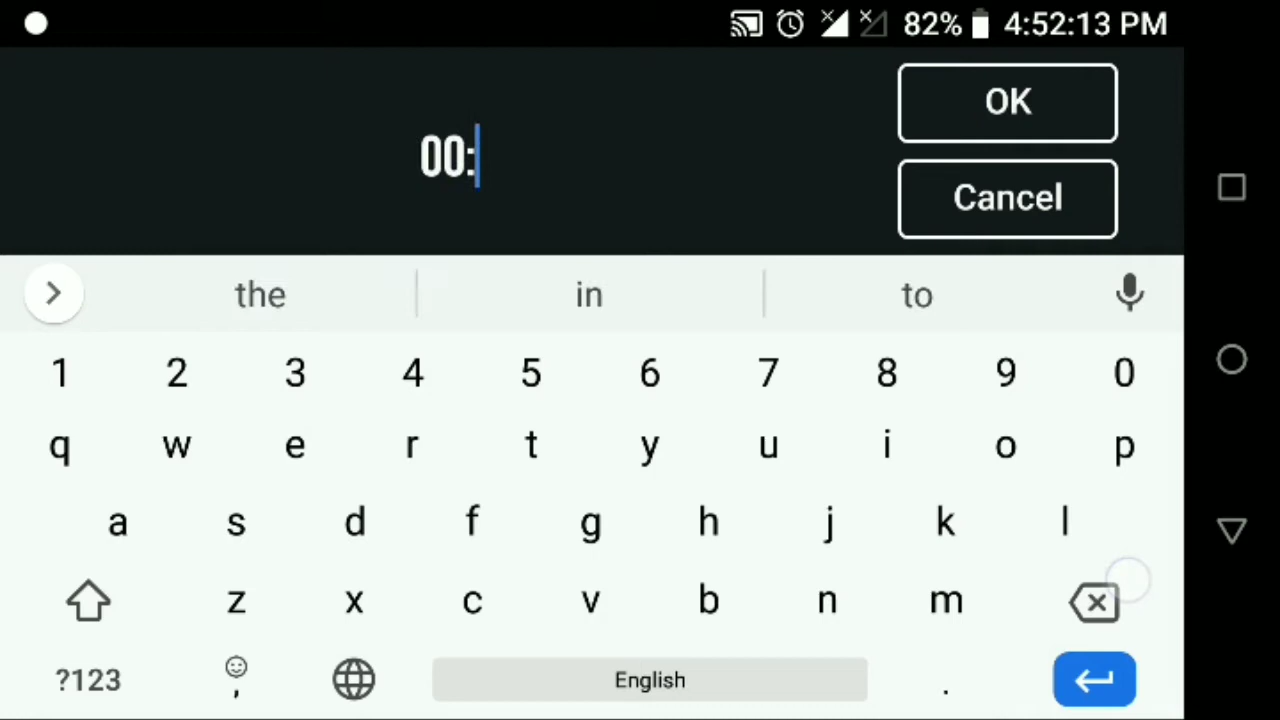 82% 4:52:13 PM
00:
OK
Cancel
the in to
1 2 3 4 5 6 7 8 9 0
q w e r t y u i o p
a s d f g h j k l
z x c v b n m
?123 , English .